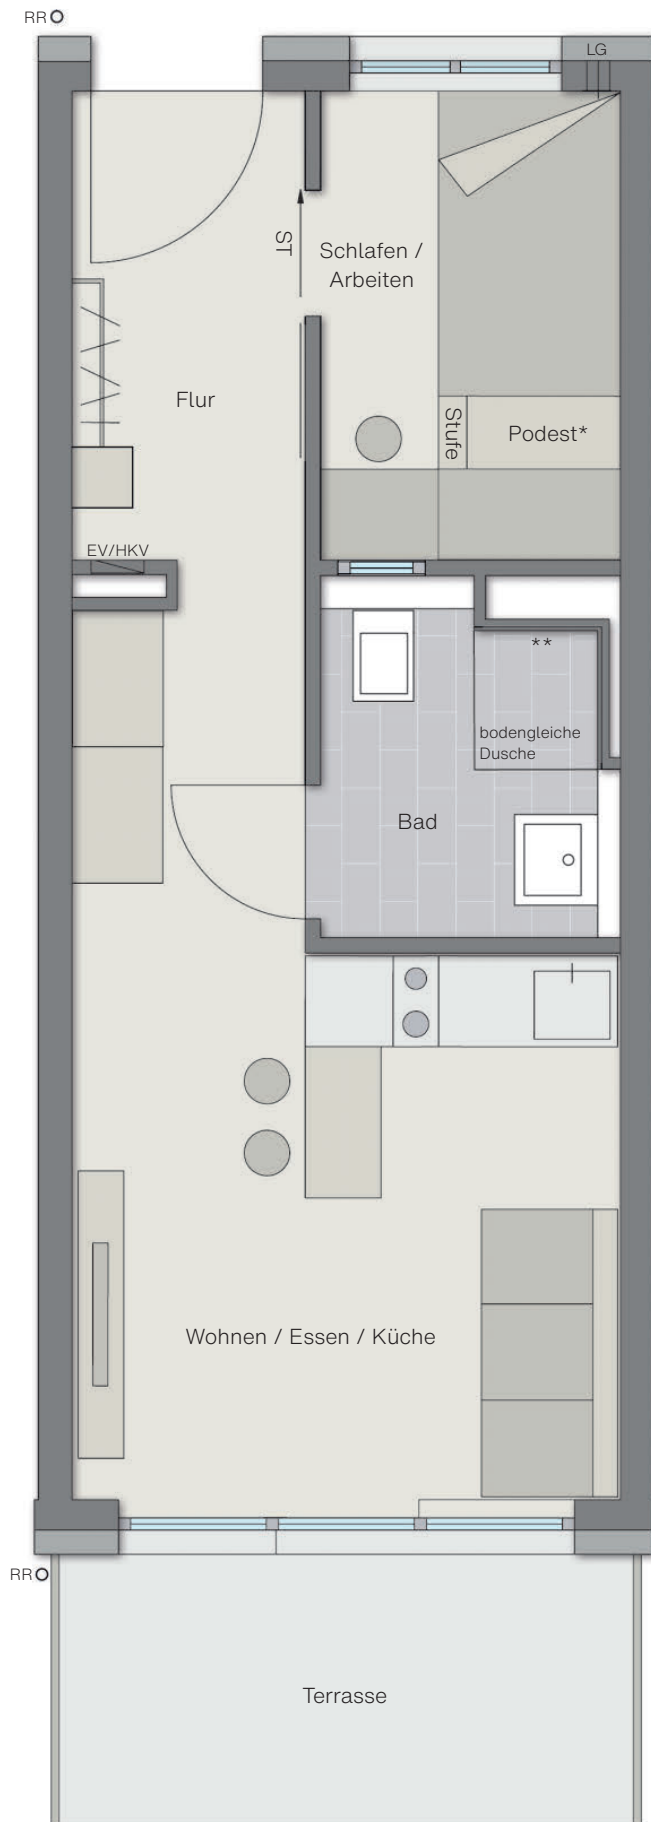 RR
LG
ST
Schlafen /
Arbeiten
Flur
Stufe
Podest*
EV/HKV
**
bodengleiche
Dusche
Bad
Wohnen / Essen / Küche
RR
Terrasse